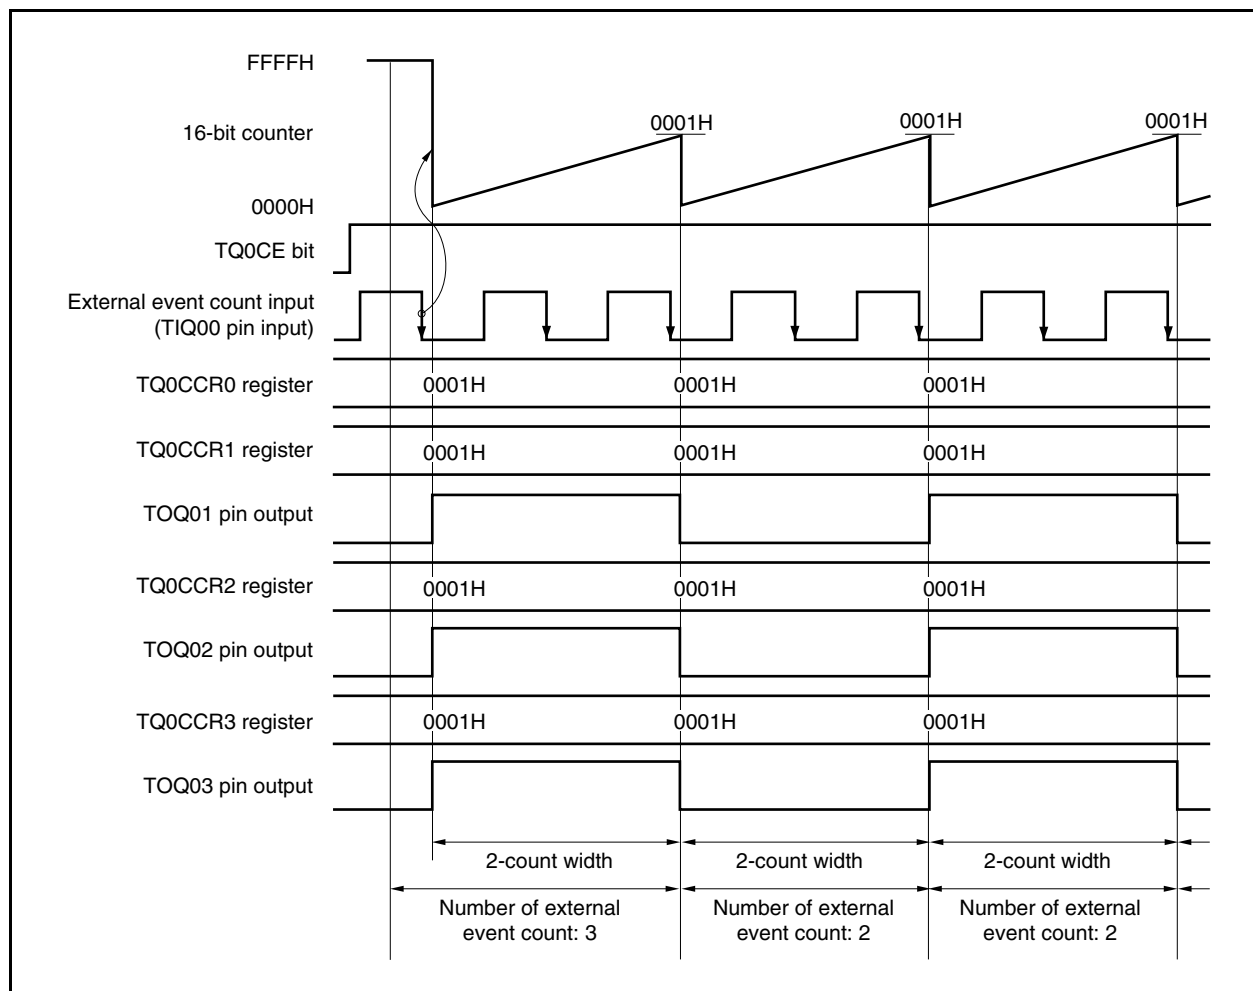 FFFFH
16-bit counter
0001H 0001H 0001H
0000H
TQ0CE bit
External event count input
(TIQ00 pin input)
TQ0CCR0 register
0001H 0001H 0001H
TQ0CCR1 register
0001H 0001H 0001H
TOQ01 pin output
TQ0CCR2 register
0001H 0001H 0001H
TOQ02 pin output
TQ0CCR3 register
0001H 0001H 0001H
TOQ03 pin output
2-count width 2-count width 2-count width
Number of external
event count: 3
Number of external
event count: 2
Number of external
event count: 2